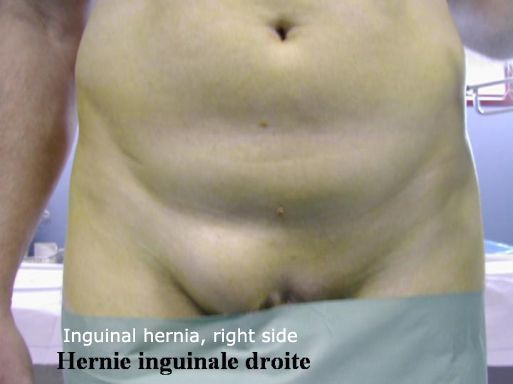 Inguinal hernia, right side
Hernie inguinale droite